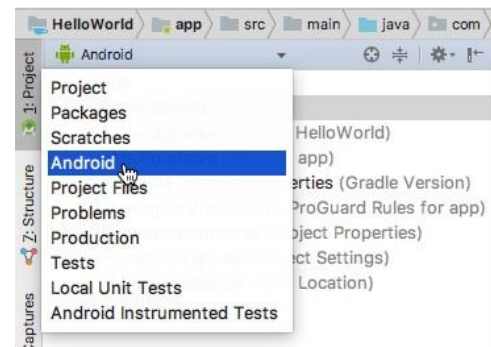 HelloWorld app src main java com
1: Project
Android
Project
Packages
Scratches
HelloWorld)
Android
app)
Project Files
erties (Gradle Version)
Problems
ProGuard Rules for app)
Production
oject Properties)
Tests
ct Settings)
Local Unit Tests
Location)
Android Instrumented Tests
Z: Structure
Captures